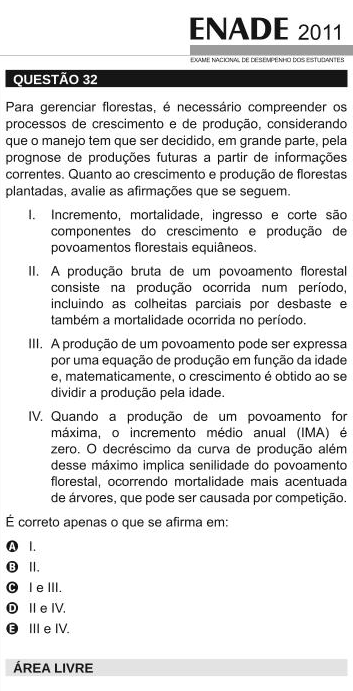 ENADE 2011
EXAME NACIONAL DE DESEMPENHO DOS ESTUDANTES
QUESTÃO 32
Para gerenciar florestas, é necessário compreender os
processos de crescimento e de produção, considerando
que o manejo tem que ser decidido, em grande parte, pela
prognose de produções futuras a partir de informações
correntes. Quanto ao crescimento e produção de florestas
plantadas, avalie as afirmações que se seguem.
I. Incremento, mortalidade, ingresso e corte são
componentes do crescimento e produção de
povoamentos florestais equiâneos.
II. A produção bruta de um povoamento florestal
consiste na produção ocorrida num período,
incluindo as colheitas parciais por desbaste e
também a mortalidade ocorrida no período.
III. A produção de um povoamento pode ser expressa
por uma equação de produção em função da idade
e, matematicamente, o crescimento é obtido ao se
dividir a produção pela idade.
IV. Quando a produção de um povoamento for
máxima, o incremento médio anual (IMA) é
zero. O decréscimo da curva de produção além
desse máximo implica senilidade do povoamento
florestal, ocorrendo mortalidade mais acentuada
de árvores, que pode ser causada por competição.
É correto apenas o que se afirma em:
A I.
B II.
C I e III.
D II e IV.
E III e IV.
ÁREA LIVRE